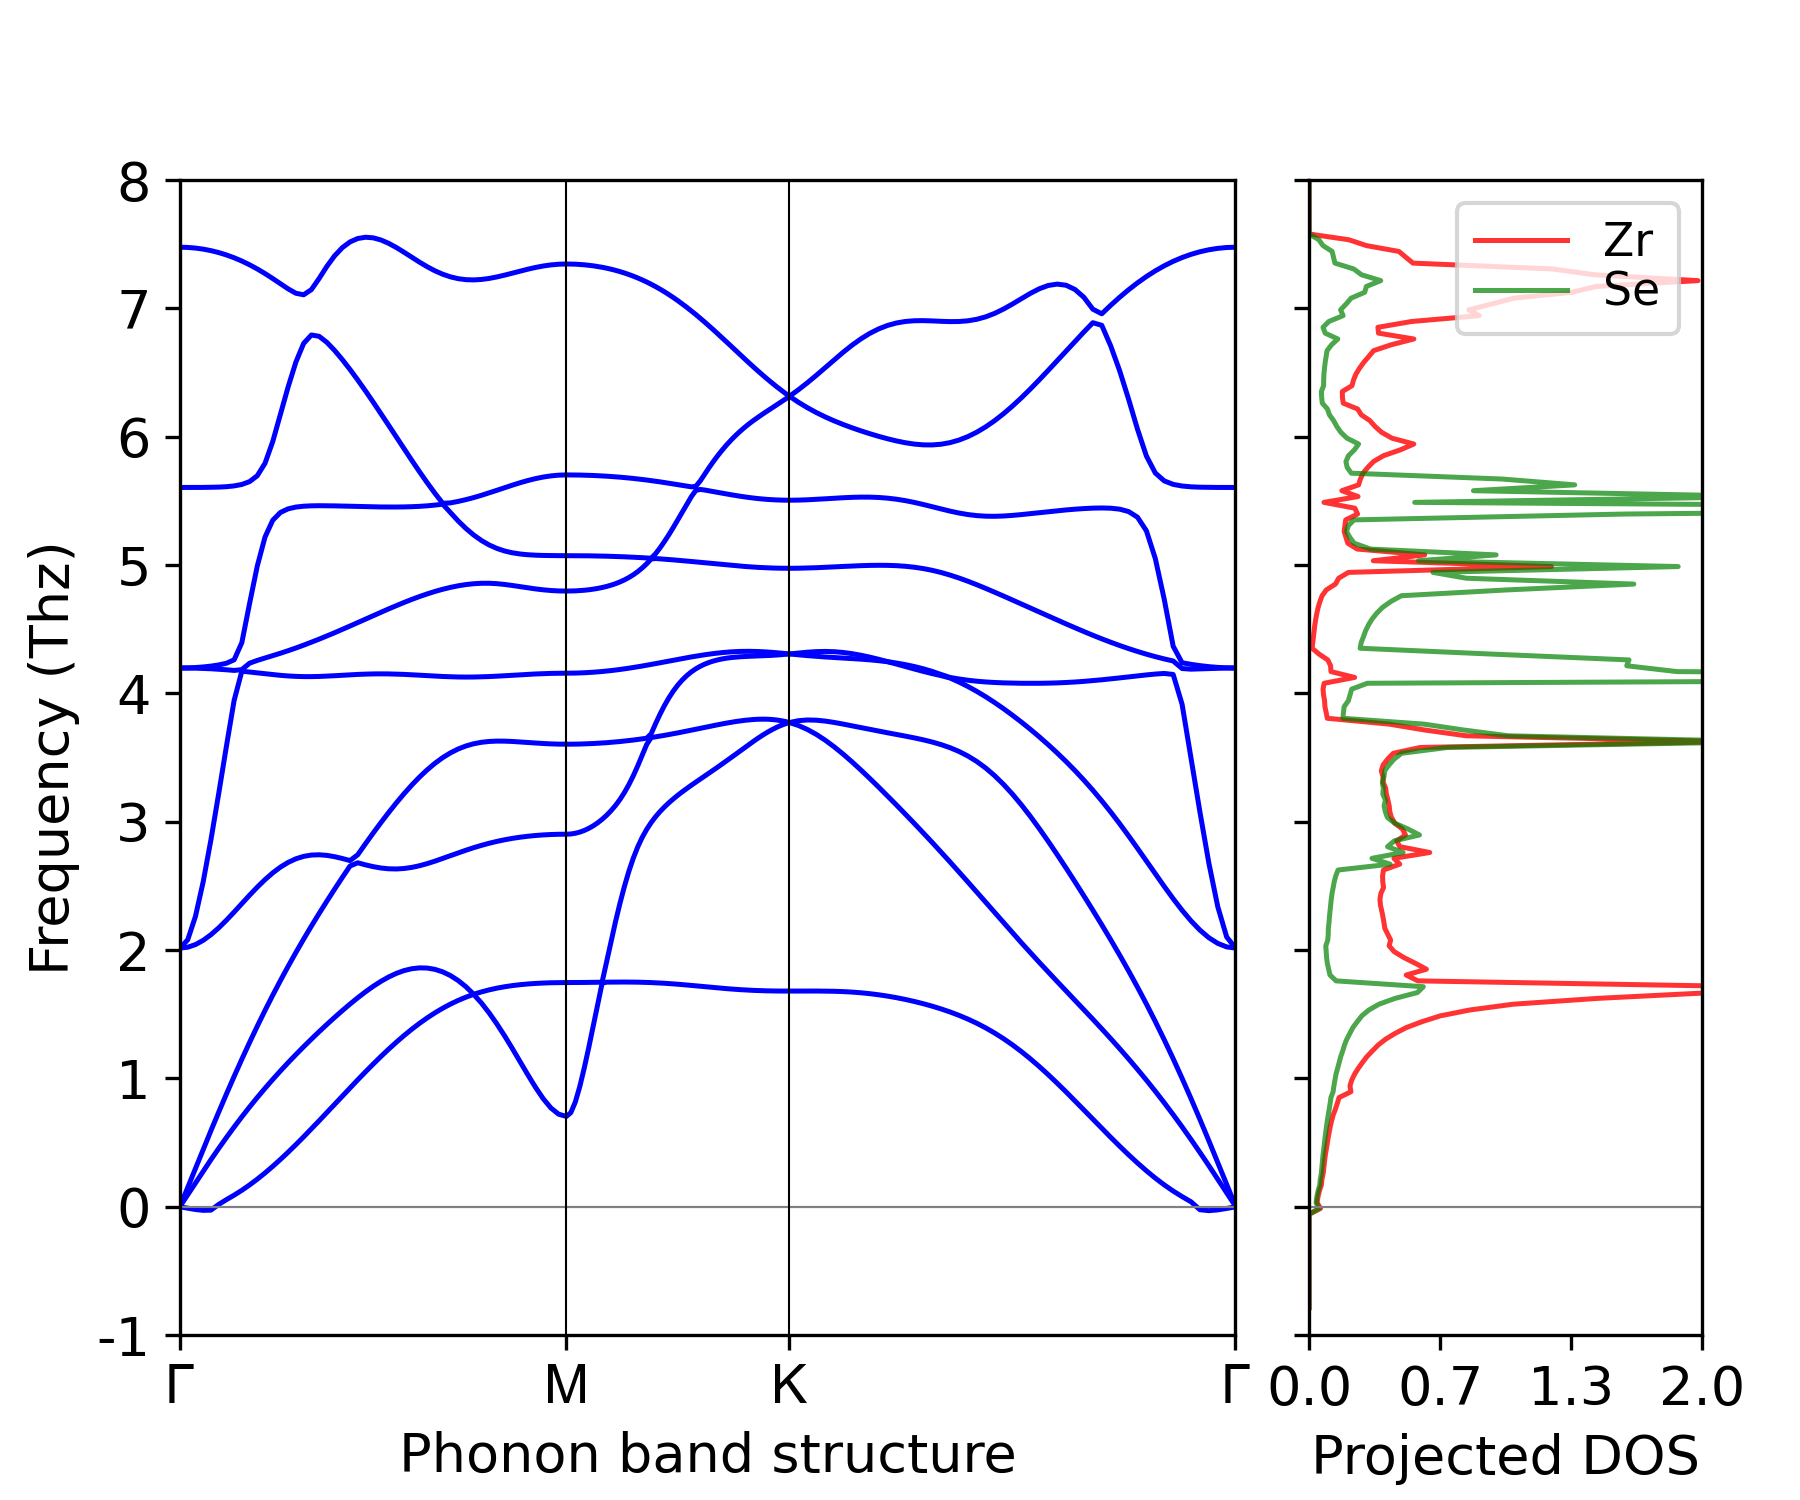 8
7
6
5
4
3
2
1
0
-1
Frequency (Thz)
Γ M K Γ
Phonon band structure
Zr
Se
0.0 0.7 1.3 2.0
Projected DOS